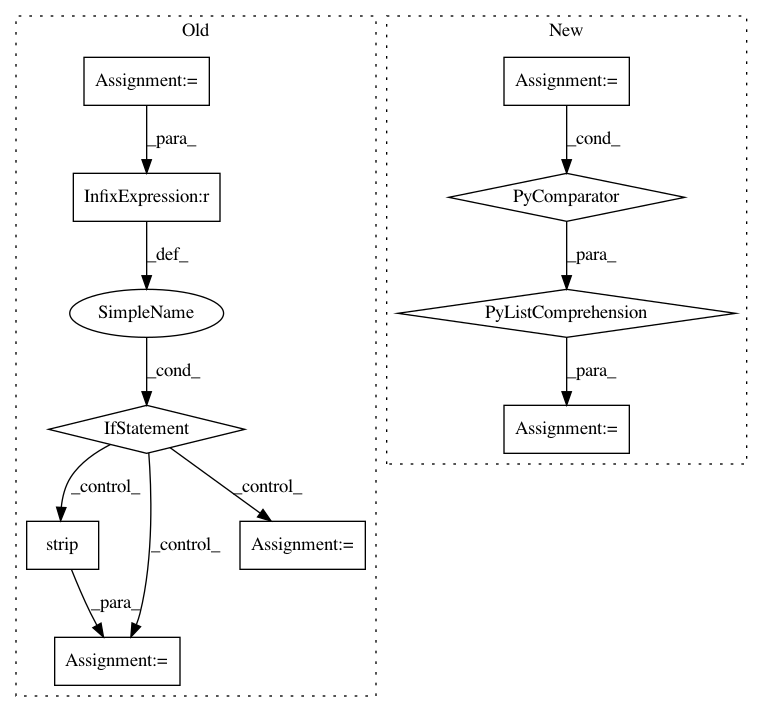 Old
New
Assignment:=
Assignment:=
_para_
_cond_
InfixExpression:r
PyComparator
_def_
_para_
SimpleName
PyListComprehension
_cond_
_para_
IfStatement
Assignment:=
_control_
_control_
_control_
strip
Assignment:=
_para_
Assignment:=